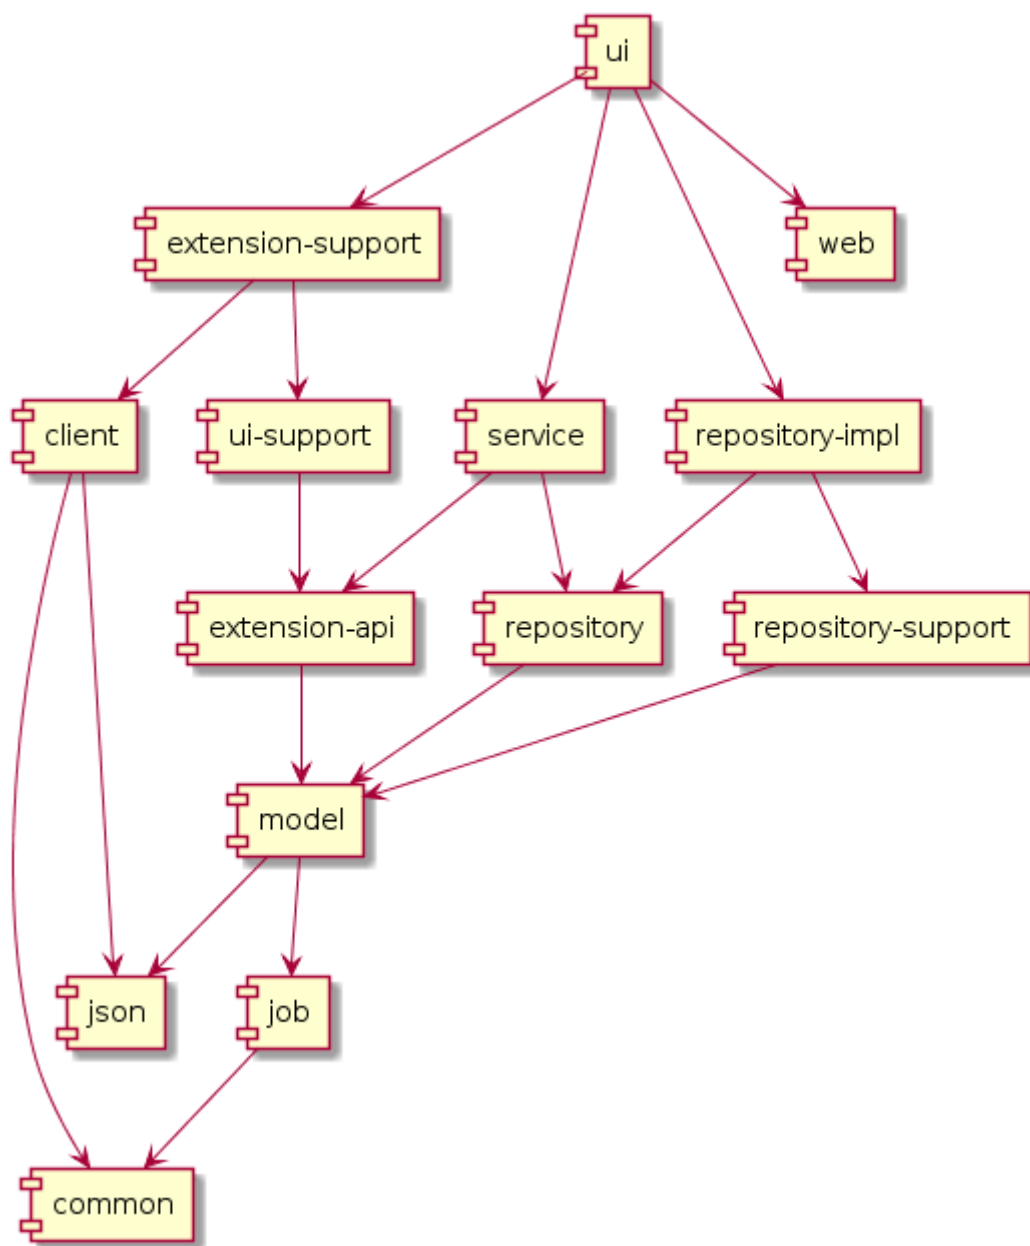 ui
extension-support
web
client
ui-support
service
repository-impl
extension-api
repository
repository-support
model
json
job
common